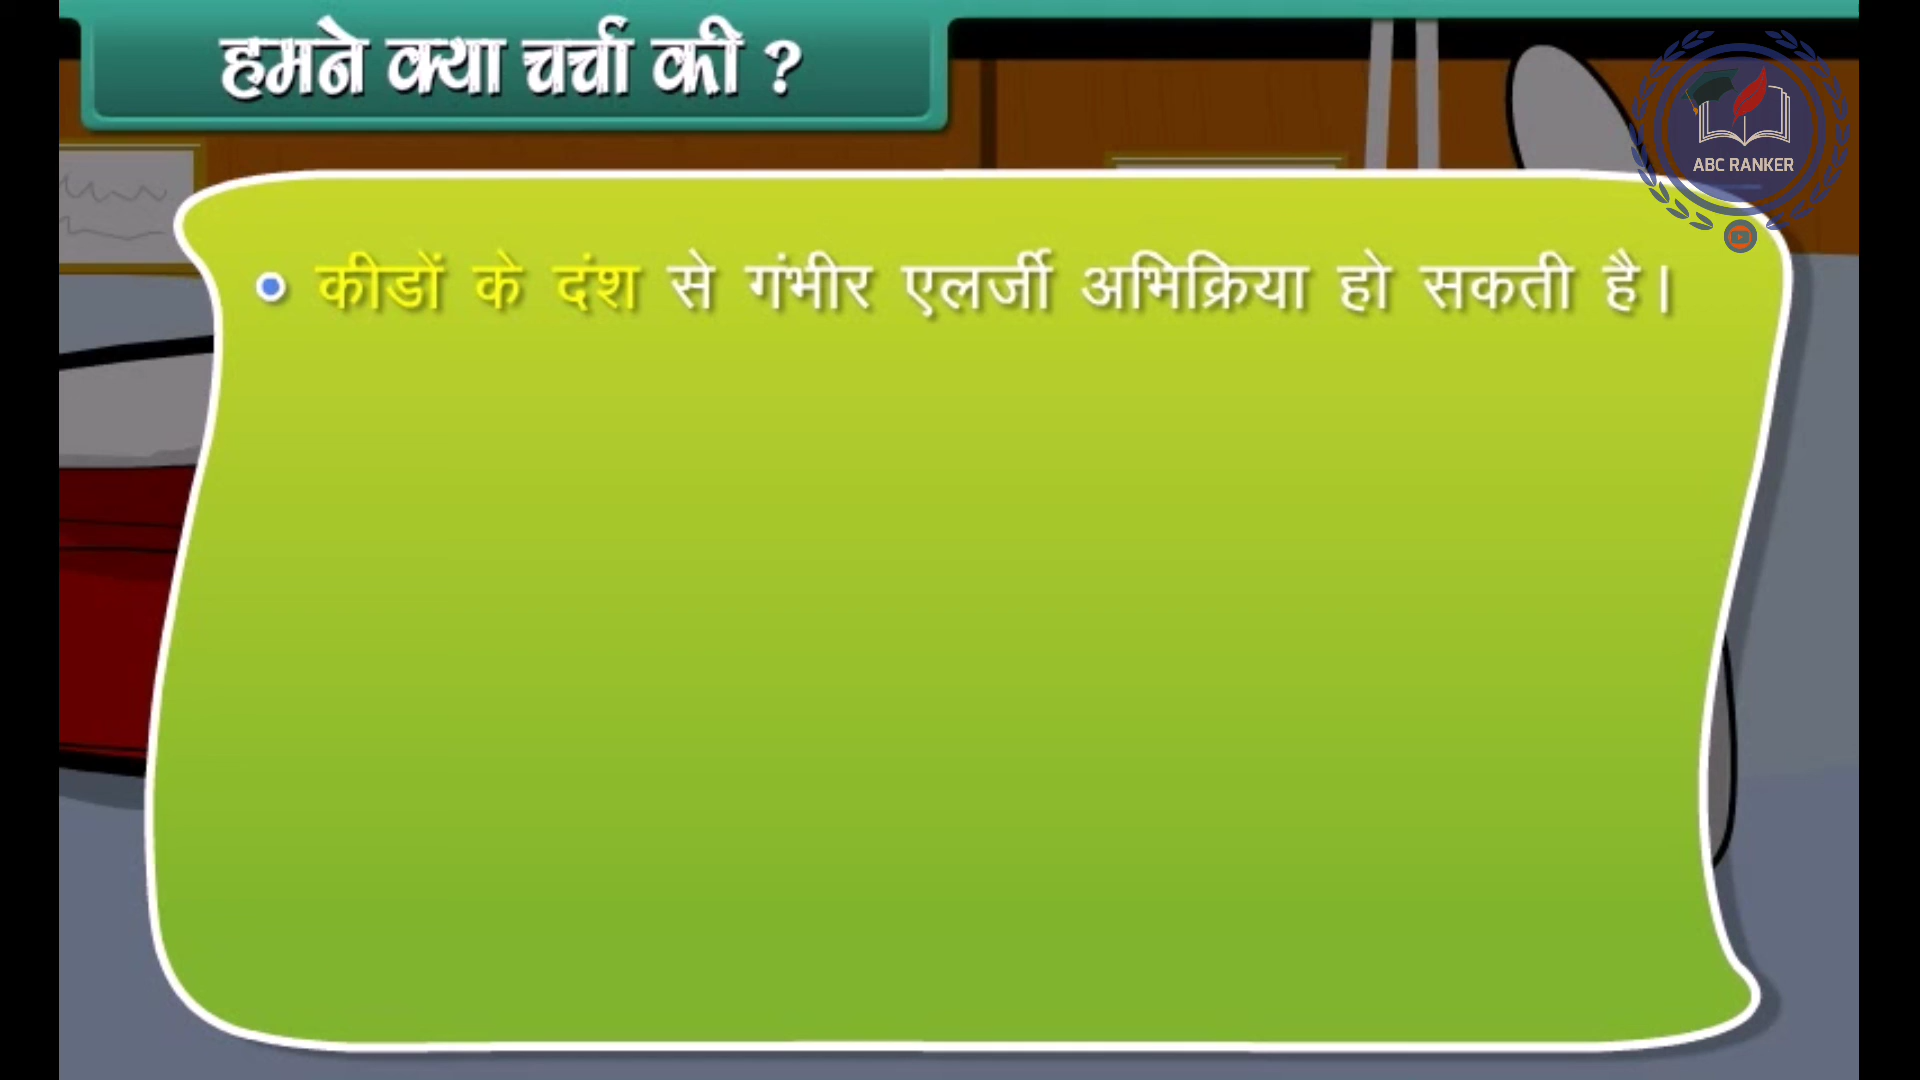 हमने क्या चर्चा की ?
ABC RANKER
कीडों के दंश से गंभीर एलर्जी अभिक्रिया हो सकती है।